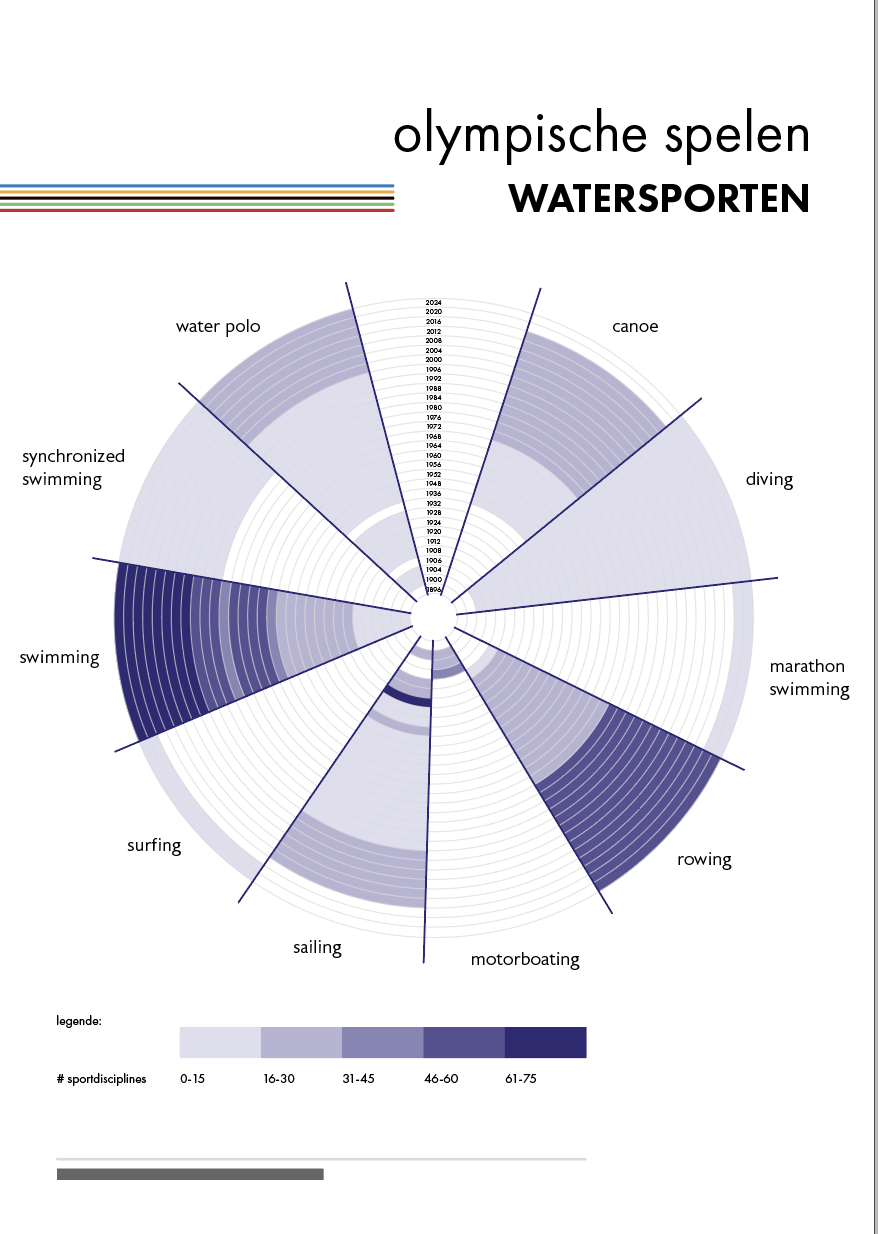 olympische spelen
WATERSPORTEN
water polo
canoe
synchronized
swimming
diving
swimming
marathon
swimming
surfing
rowing
sailing
motorboating
2024
2020
2016
2012
2008
2004
2000
1996
1992
1988
1984
1980
1976
1972
1968
1964
1960
1956
1952
1948
1936
1932
1928
1924
1920
1912
1908
1906
1904
1900
1896
legende:
# sportdisciplines 0-15 16-30 31-45 46-60 61-75